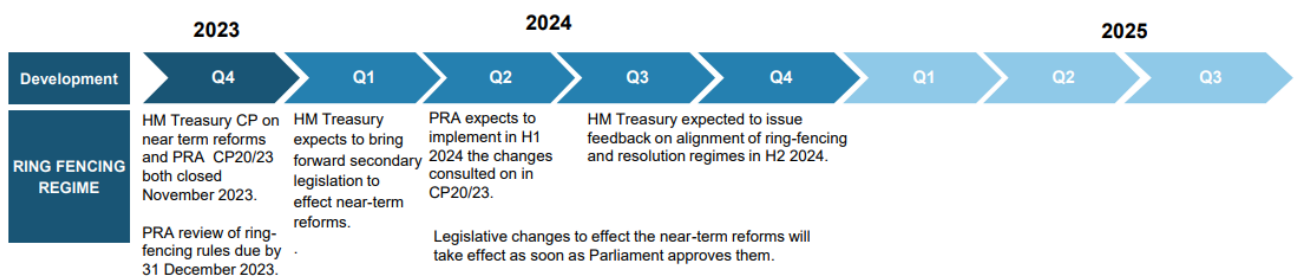 2023
2024
2025
Development
Q4
Q1
Q2
Q3
Q4
Q1
Q2
Q3
RING FENCING
REGIME
HM Treasury CP on
near term reforms
and PRA CP20/23
both closed
November 2023.
PRA review of ring-
fencing rules due by
31 December 2023.
HM Treasury
expects to bring
forward secondary
legislation to
effect near-term
reforms.
.
PRA expects to
implement in H1
2024 the changes
consulted on in
CP20/23.
HM Treasury expected to issue
feedback on alignment of ring-fencing
and resolution regimes in H2 2024.
Legislative changes to effect the near-term reforms will
take effect as soon as Parliament approves them.